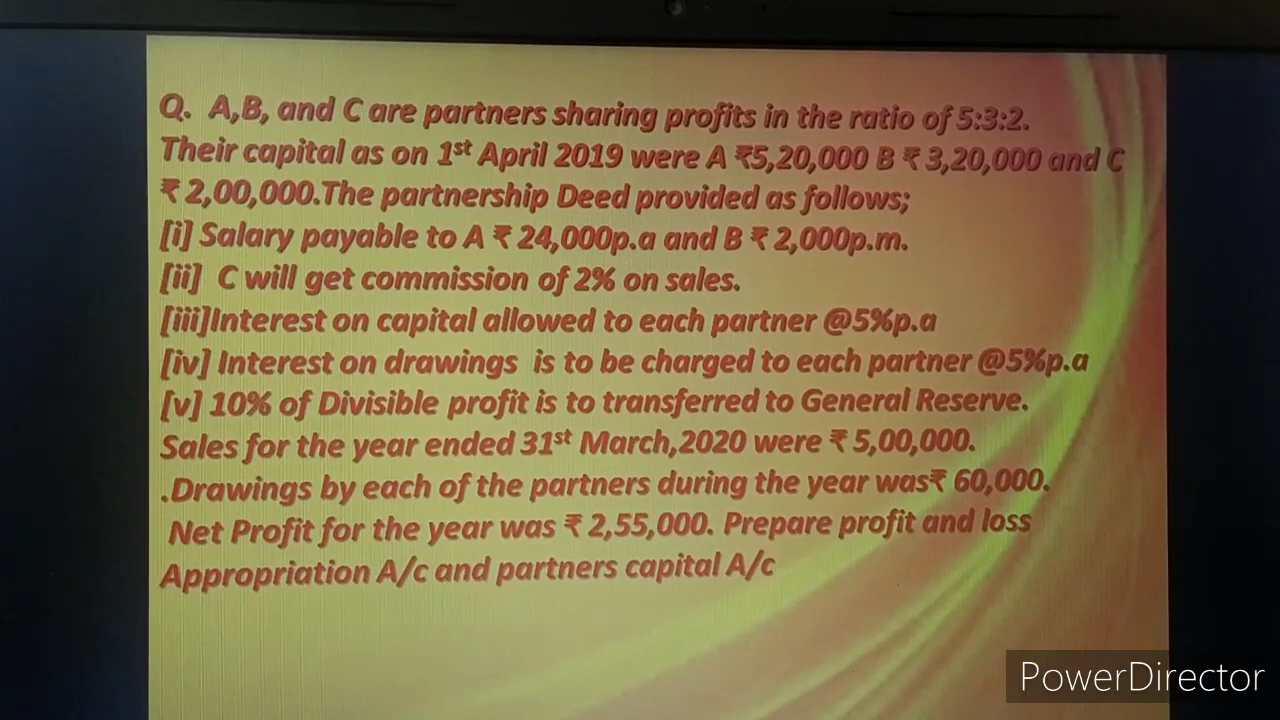 Q. A,B, and C are partners sharing profits in the ratio of 5:3:2.
Their capital as on 1st April 2019 were A ₹5,20,000 B ₹ 3,20,000 and C
₹ 2,00,000.The partnership Deed provided as follows;
[i] Salary payable to A ₹ 24,000p.a and B ₹ 2,000p.m.
[ii] C will get commission of 2% on sales.
[iii]Interest on capital allowed to each partner @5%p.a
[iv] Interest on drawings is to be charged to each partner @5%p.a
[v] 10% of Divisible profit is to transferred to General Reserve.
Sales for the year ended 31st March,2020 were ₹ 5,00,000.
.Drawings by each of the partners during the year was₹ 60,000.
Net Profit for the year was ₹ 2,55,000. Prepare profit and loss
Appropriation A/c and partners capital A/c
PowerDirector